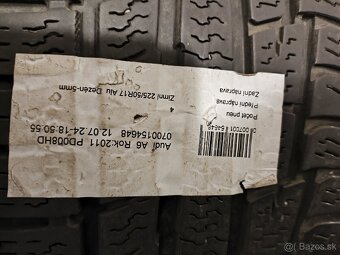 Audi A6 Rok:2011 PD008HD
0700154648 12.07.24-18.50.55
4
Zimní 225/50R17 Alu Dezén-5mm
Počet pneu
Přední náprava
Zadní náprava
bazos.sk